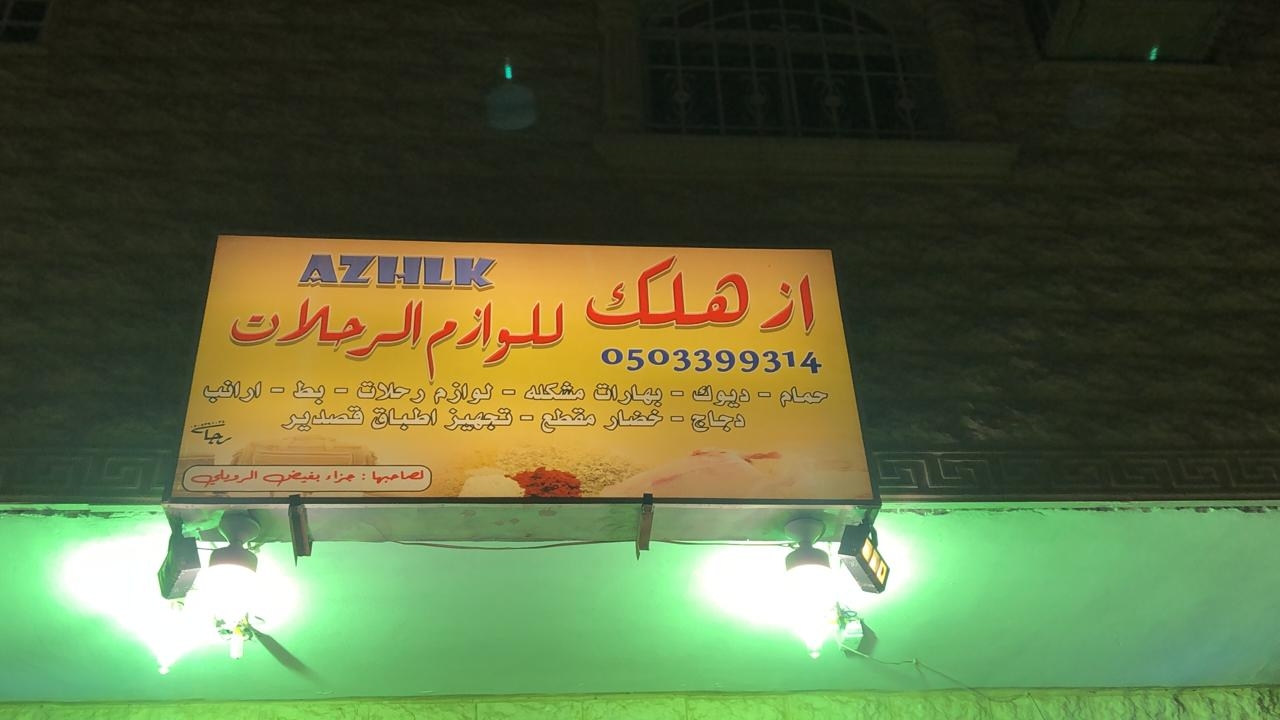 AZHLK
از هلك
للوازم الرحلات
0503399314
حمام - ديوك - بهارات مشكله - لوازم رحلات - بط - ارانب
دجاج - خضار مقطع - تجهيز اطباق قصدير
لصاحبها : جزاء بغيض الرويلي